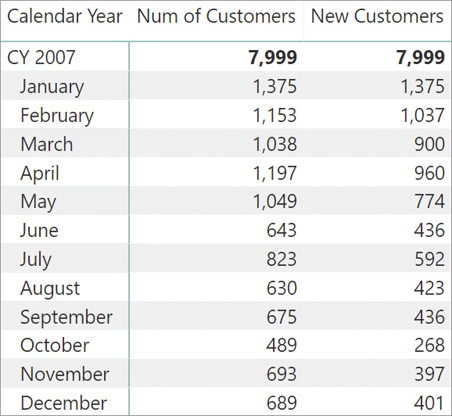 Calendar Year Num of Customers New Customers
CY 2007 7,999 7,999
January 1,375 1,375
February 1,153 1,037
March 1,038 900
April 1,197 960
May 1,049 774
June 643 436
July 823 592
August 630 423
September 675 436
October 489 268
November 693 397
December 689 401